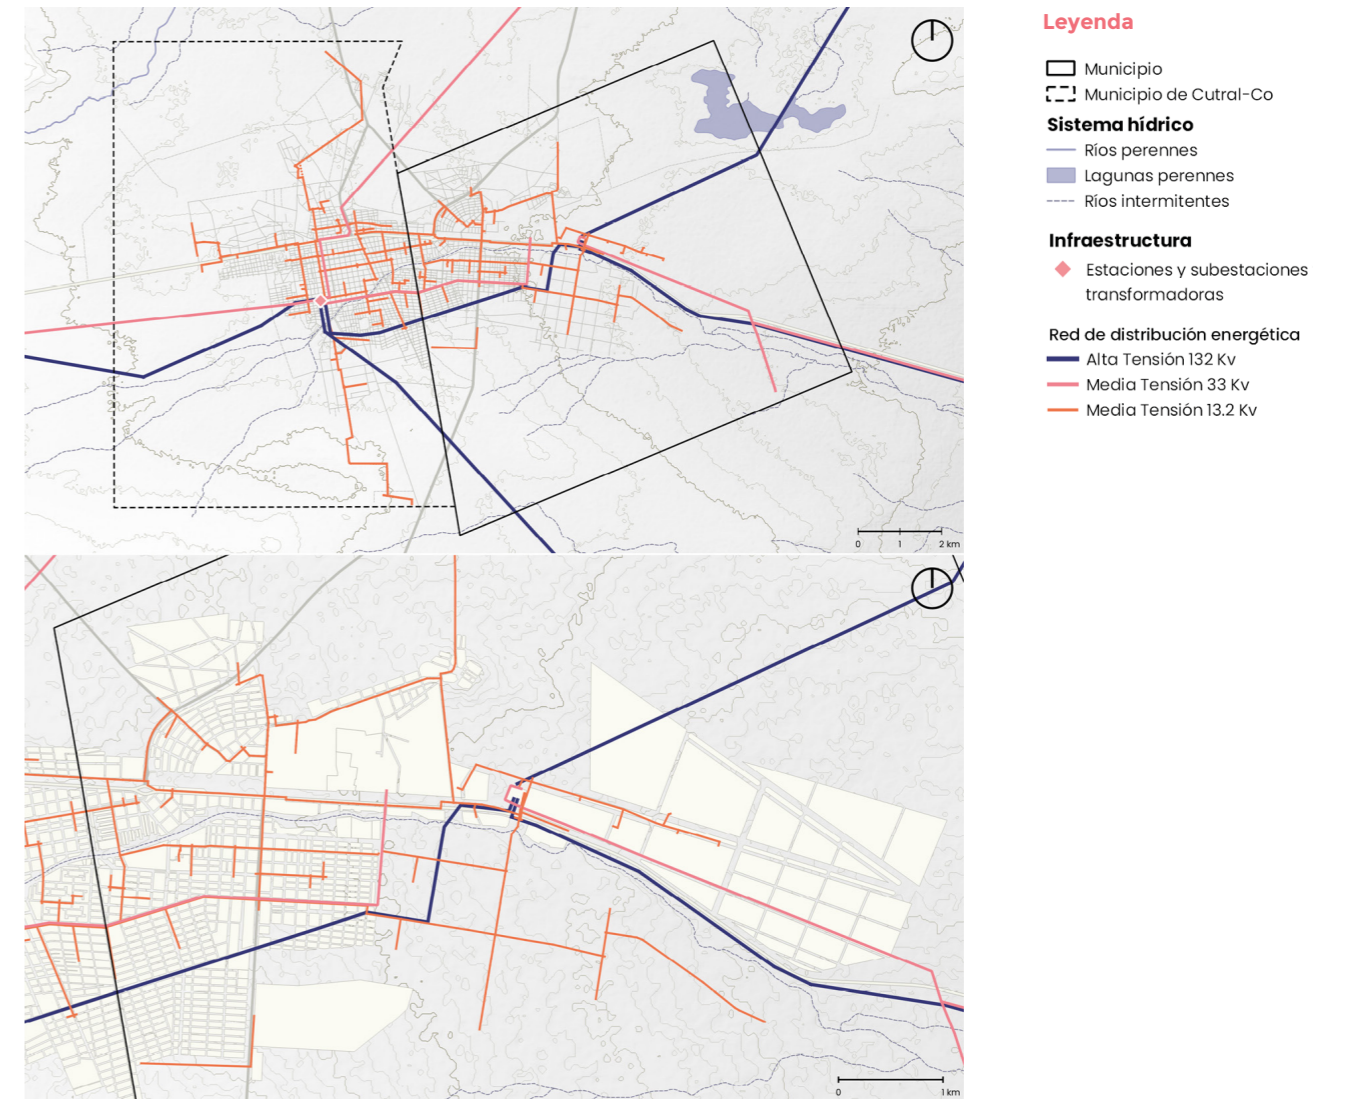 Leyenda
Municipio
Municipio de Cutral-Co
Sistema hídrico
Ríos perennes
Lagunas perennes
Ríos intermitentes
Infraestructura
Estaciones y subestaciones
transformadoras
Red de distribución energética
Alta Tensión 132 Kv
Media Tensión 33 Kv
Media Tensión 13.2 Kv
0 1 2 km
0 1 km